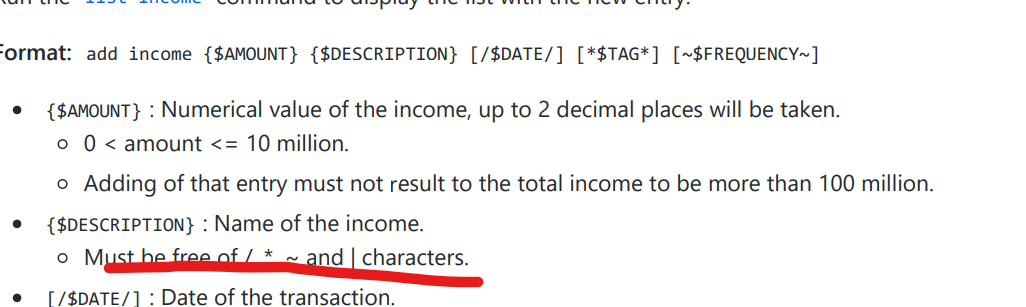 Run the list income command to display the list with the new entry.
Format: add income {$AMOUNT} {$DESCRIPTION} [/$DATE/] [*$TAG*] [~$FREQUENCY~]
{$AMOUNT} : Numerical value of the income, up to 2 decimal places will be taken.
0 < amount <= 10 million.
Adding of that entry must not result to the total income to be more than 100 million.
{$DESCRIPTION} : Name of the income.
Must be free of / * ~ and | characters.
[/$DATE/] : Date of the transaction.